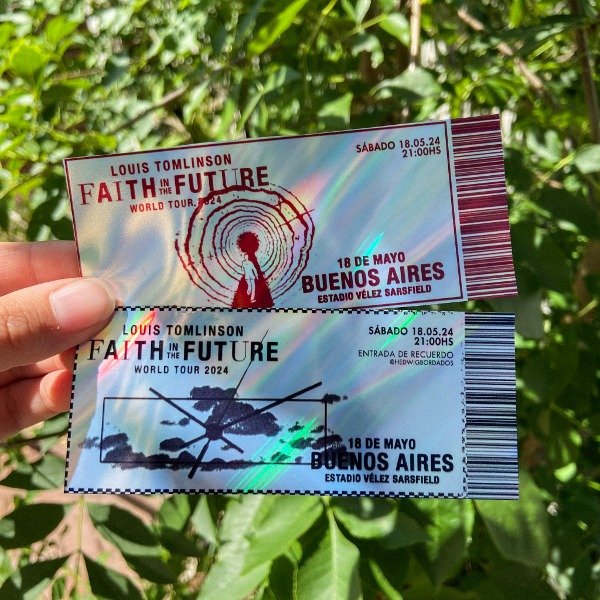 LOUIS TOMLINSON
FAITH IN THE FUTURE
WORLD TOUR 2024
SÁBADO 18.05.24
21:00HS
18 DE MAYO
BUENOS AIRES
ESTADIO VÉLEZ SARSFIELD
LOUIS TOMLINSON
FAITH IN THE FUTURE
WORLD TOUR 2024
SÁBADO 18.05.24
21:00HS
ENTRADA DE RECUERDO
@HEDWIGBORDADOS
18 DE MAYO
BUENOS AIRES
ESTADIO VÉLEZ SARSFIELD